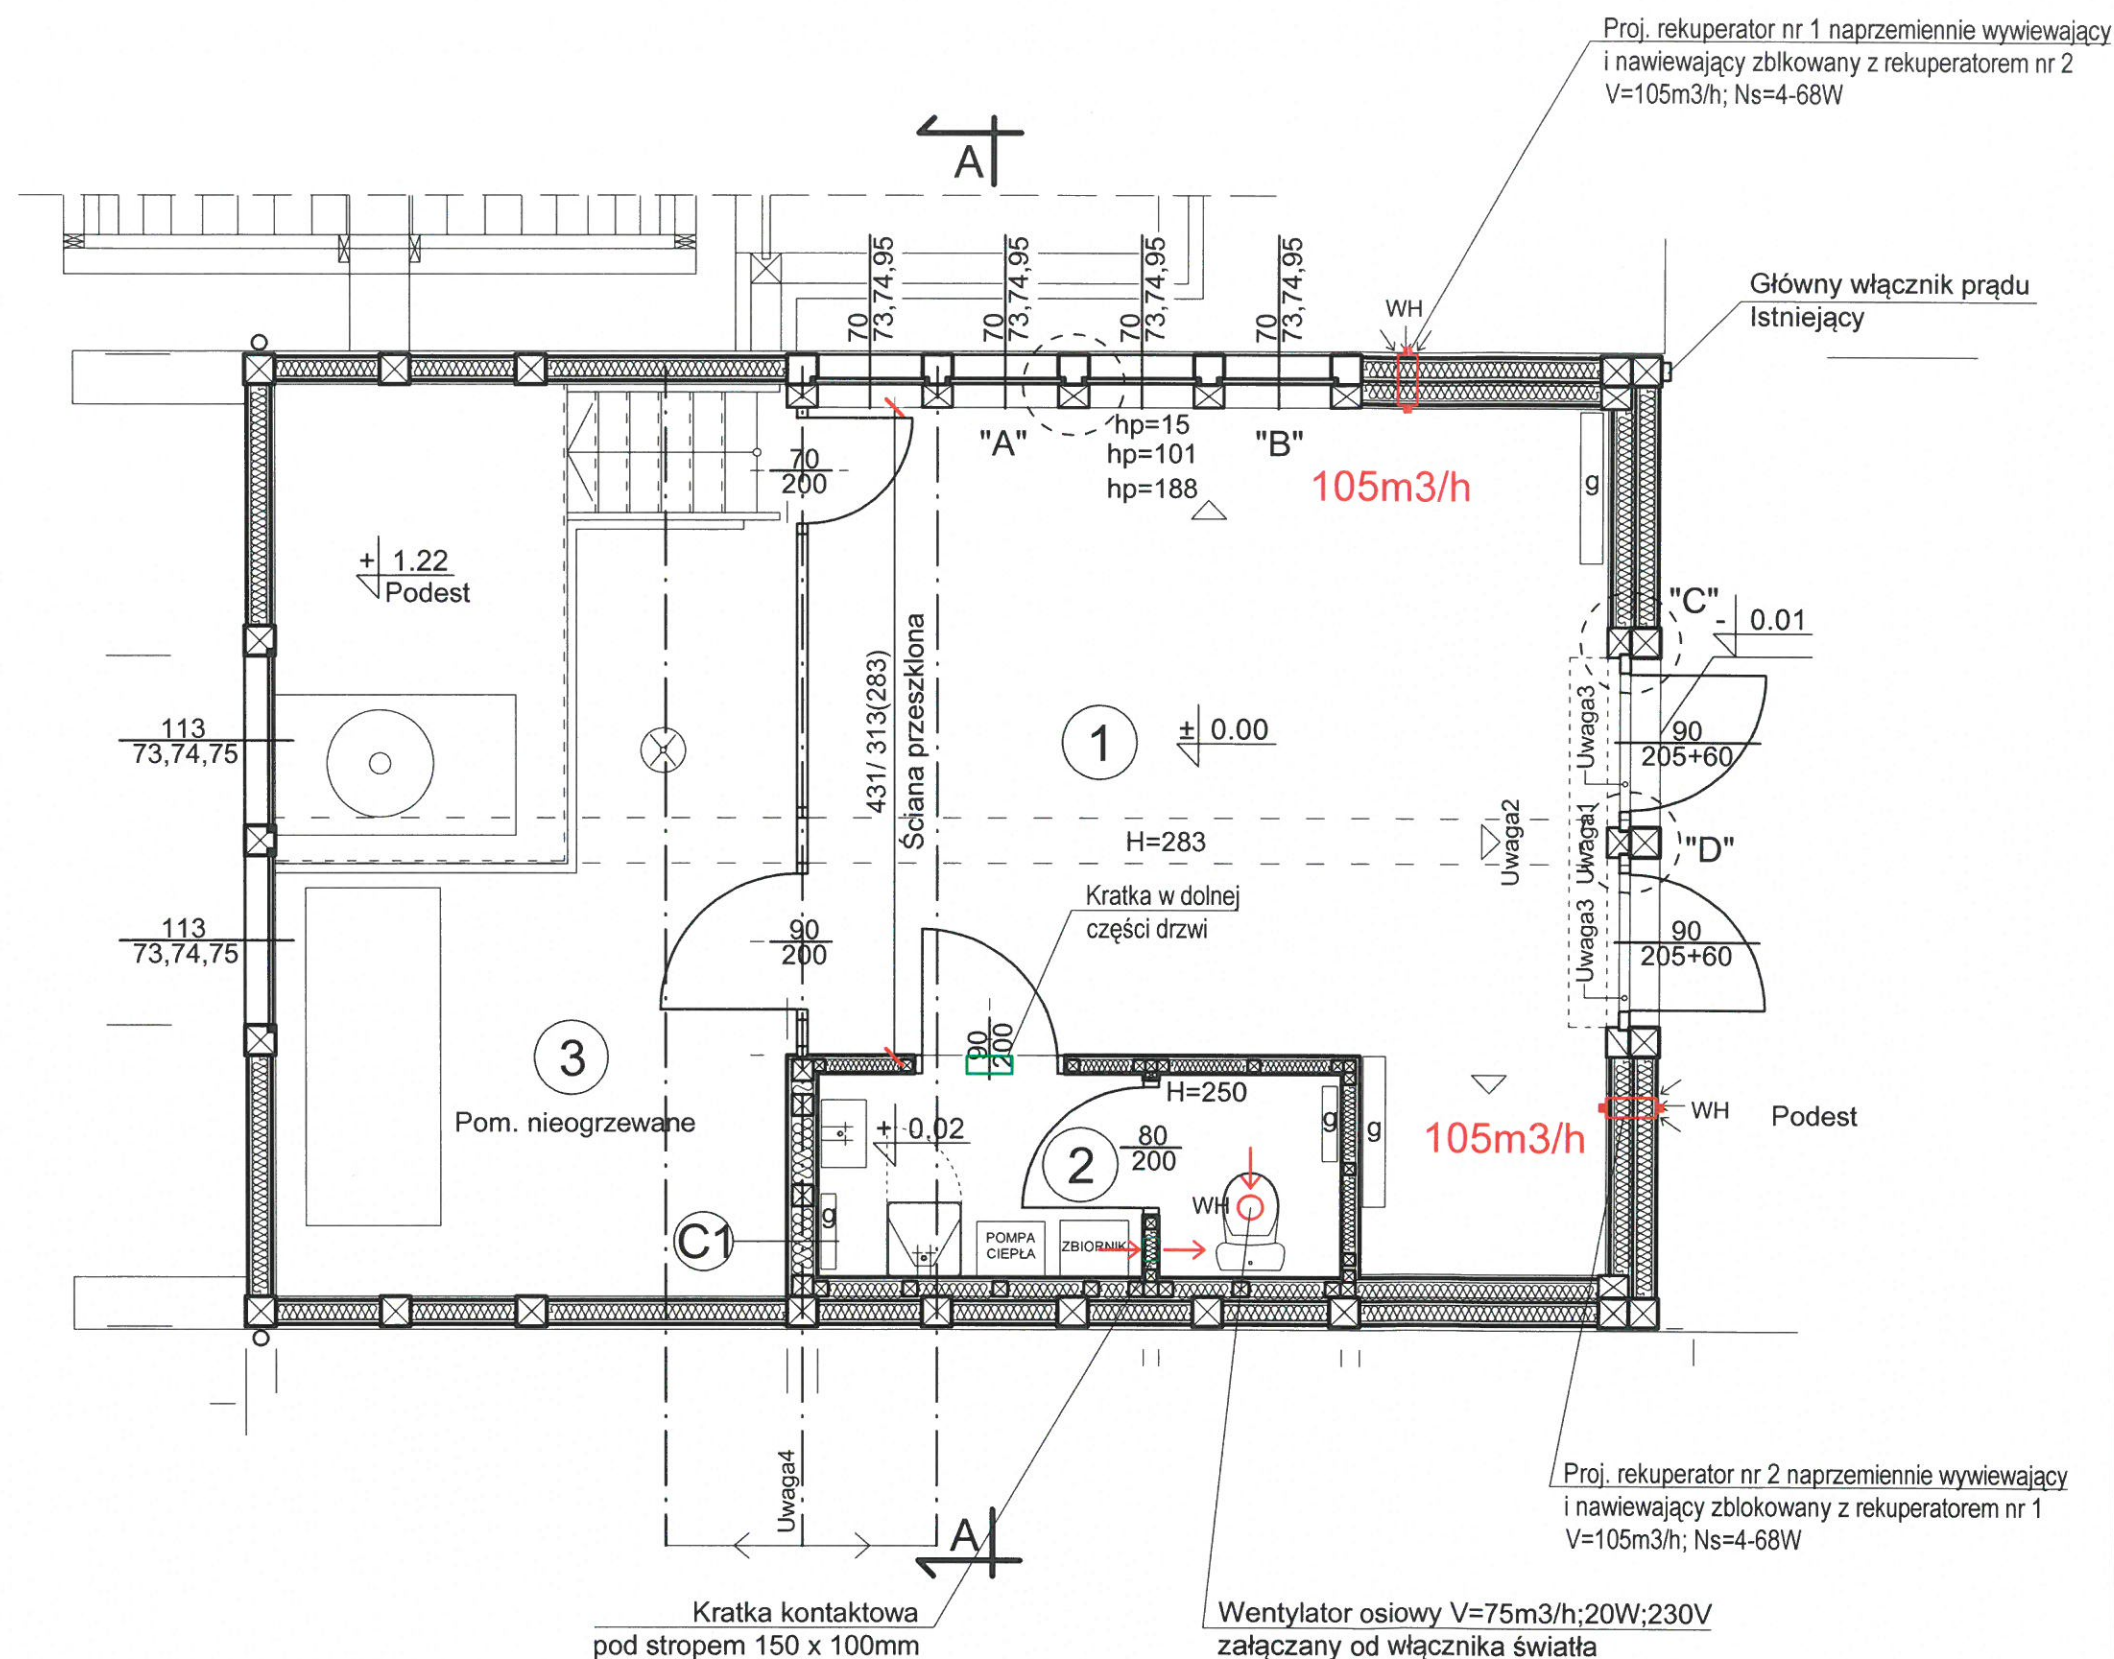 Proj. rekuperator nr 1 naprzemiennie wywiewający
i nawiewający zblkowany z rekuperatorem nr 2
V=105m3/h; Ns=4-68W
A
Główny włącznik prądu
Istniejący
70
73,74,95
70
73,74,95
70
73,74,95
70
73,74,95
WH
"A"
hp=15
hp=101
hp=188
"B"
105m3/h
g
70
200
+ 1.22
Podest
"C"
- 0.01
431/ 313(283)
Ściana przeszklona
1
± 0.00
113
73,74,75
Uwaga3
90
205+60
Uwaga2
Uwaga1
H=283
"D"
Kratka w dolnej
części drzwi
113
73,74,75
90
200
Uwaga3
90
205+60
90
200
3
Pom. nieogrzewane
H=250
+ 0.02
2
80
200
g
g
105m3/h
WH
Podest
WH
g
C1
POMPA
CIEPŁA
ZBIORNIK
Uwaga4
A
Proj. rekuperator nr 2 naprzemiennie wywiewający
i nawiewający zblokowany z rekuperatorem nr 1
V=105m3/h; Ns=4-68W
Kratka kontaktowa
pod stropem 150 x 100mm
Wentylator osiowy V=75m3/h;20W;230V
załączany od włącznika światła